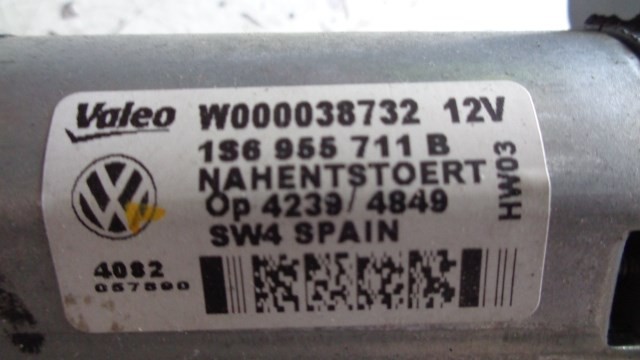 Valeo W000038732 12V
1S6 955 711 B
NAHENTSTOERT
Op 4239/4849
SW4 SPAIN
HW03
4082
057590